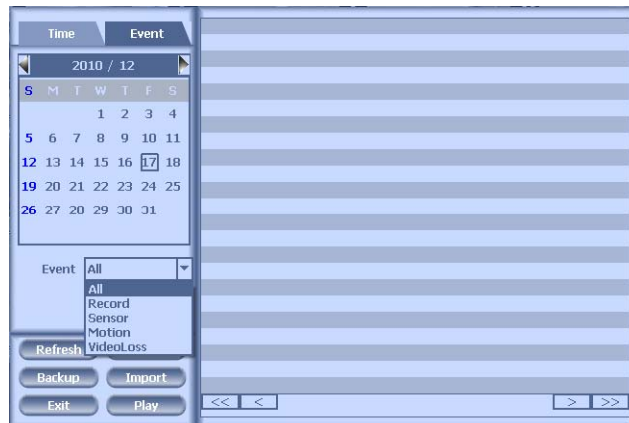 Time Event
2010 / 12
S M T W T F S
1 2 3 4
5 6 7 8 9 10 11
12 13 14 15 16 17 18
19 20 21 22 23 24 25
26 27 20 29 30 31
Event All
All
Record
Sensor
Motion
VideoLoss
Refresh
Backup Import
Exit Play
<< < > >>